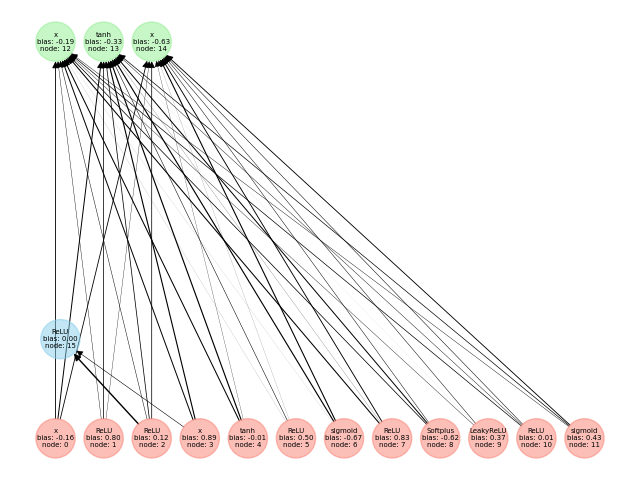 x
bias: -0.19
node: 12
tanh
bias: -0.33
node: 13
x
bias: -0.63
node: 14
ReLU
bias: 0.00
node: 15
x
bias: -0.16
node: 0
ReLU
bias: 0.80
node: 1
ReLU
bias: 0.12
node: 2
x
bias: 0.89
node: 3
tanh
bias: -0.01
node: 4
ReLU
bias: 0.50
node: 5
sigmoid
bias: -0.67
node: 6
ReLU
bias: 0.83
node: 7
Softplus
bias: -0.62
node: 8
LeakyReLU
bias: 0.37
node: 9
ReLU
bias: 0.01
node: 10
sigmoid
bias: 0.43
node: 11